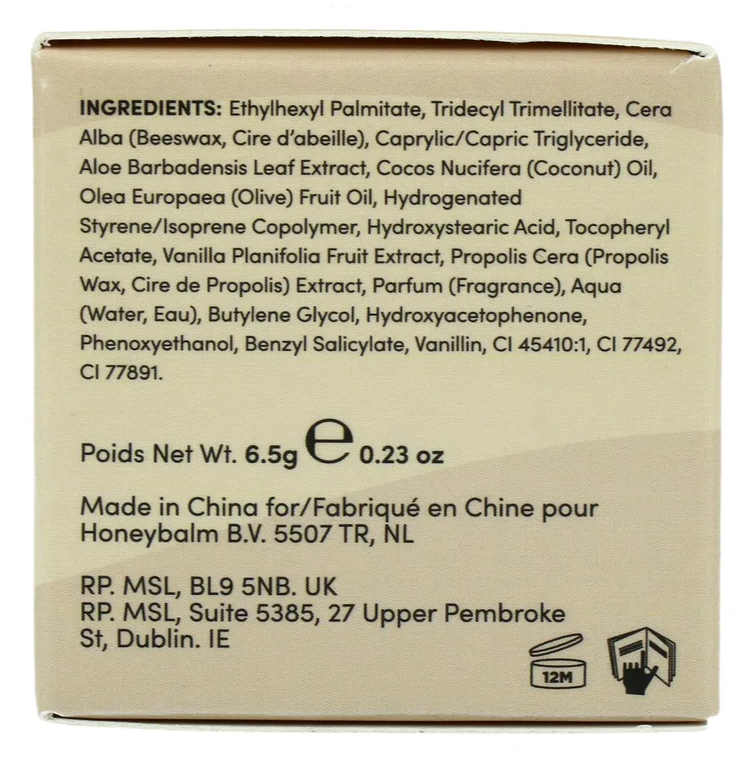 INGREDIENTS: Ethylhexyl Palmitate, Tridecyl Trimellitate, Cera
Alba (Beeswax, Cire d'abeille), Caprylic/Capric Triglyceride,
Aloe Barbadensis Leaf Extract, Cocos Nucifera (Coconut) Oil,
Olea Europaea (Olive) Fruit Oil, Hydrogenated
Styrene/Isoprene Copolymer, Hydroxystearic Acid, Tocopheryl
Acetate, Vanilla Planifolia Fruit Extract, Propolis Cera (Propolis
Wax, Cire de Propolis) Extract, Parfum (Fragrance), Aqua
(Water, Eau), Butylene Glycol, Hydroxyacetophenone,
Phenoxyethanol, Benzyl Salicylate, Vanillin, CI 45410:1, CI 77492,
CI 77891.
Poids Net Wt. 6.5g ℮ 0.23 oz
Made in China for/Fabriqué en Chine pour
Honeybalm B.V. 5507 TR, NL
RP. MSL, BL9 5NB. UK
RP. MSL, Suite 5385, 27 Upper Pembroke
St, Dublin. IE
12M